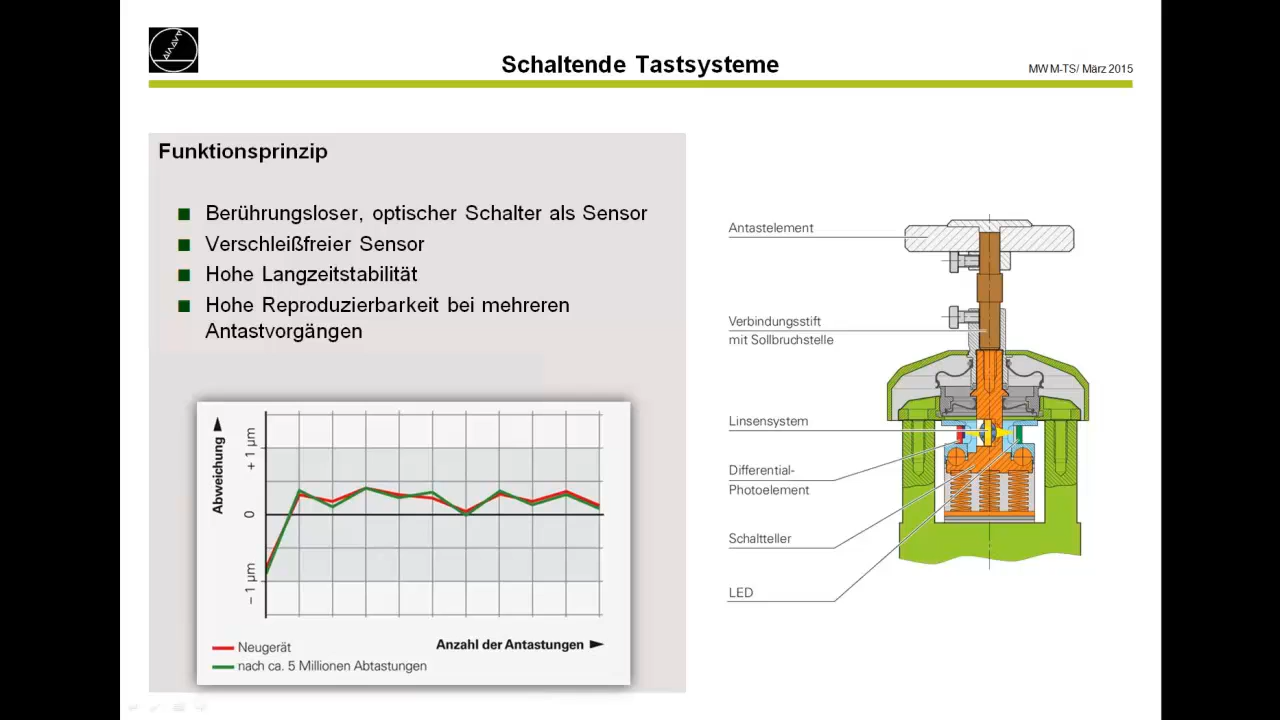 Schaltende Tastsysteme
MWM-TS/ März 2015
Funktionsprinzip
Berührungsloser, optischer Schalter als Sensor
Verschleißfreier Sensor
Hohe Langzeitstabilität
Hohe Reproduzierbarkeit bei mehreren
Antastvorgängen
Abweichung
+ 1 µm
0
– 1 µm
Anzahl der Antastungen
Neugerät
nach ca. 5 Millionen Abtastungen
Antastelement
Verbindungsstift
mit Sollbruchstelle
Linsensystem
Differential-
Photoelement
Schaltteller
LED